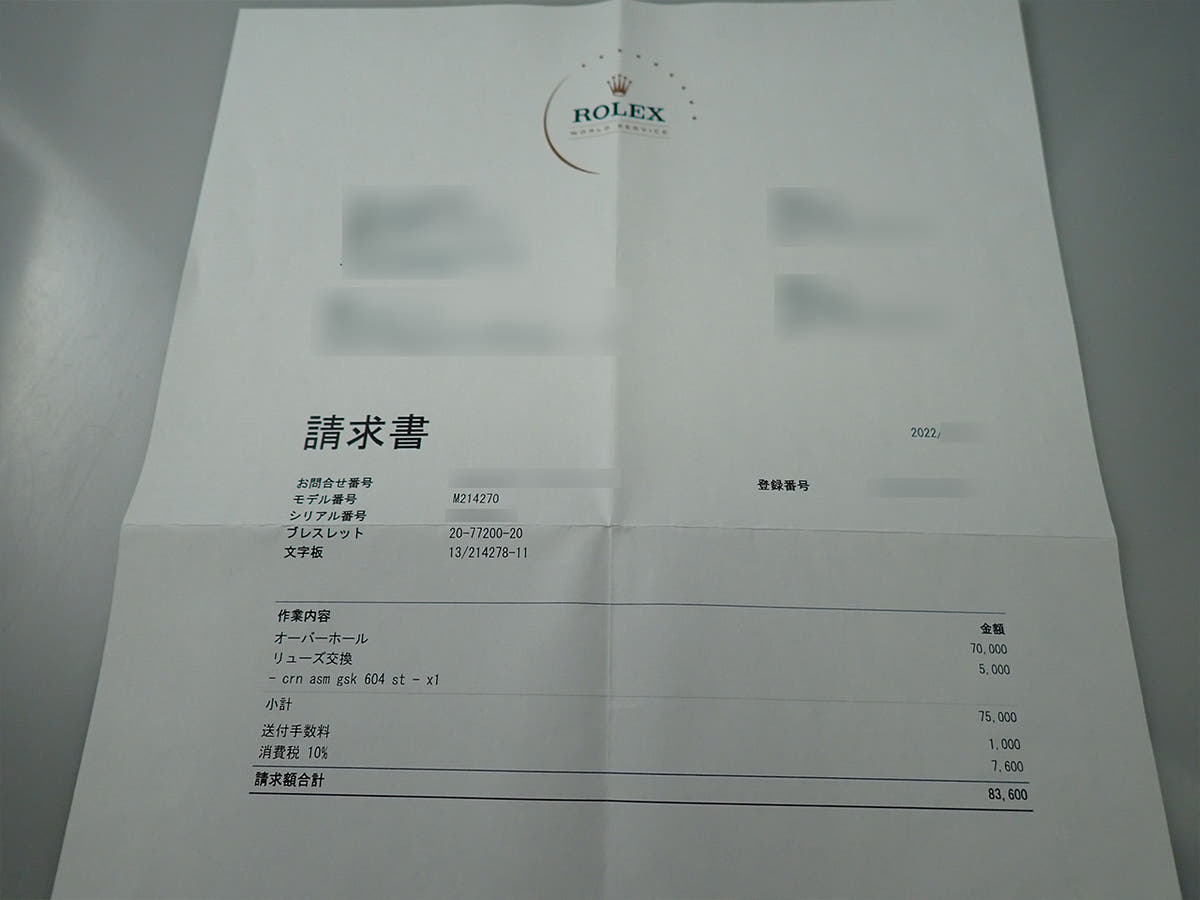 ROLEX
WORLD SERVICE
請求書
2022/
お問合せ番号
モデル番号 M214270
登録番号
シリアル番号
ブレスレット 20-77200-20
文字板 13/214278-11
作業内容 金額
オーバーホール 70,000
リューズ交換 5,000
- crn asm gsk 604 st - x1
小計 75,000
送付手数料 1,000
消費税 10% 7,600
請求額合計 83,600